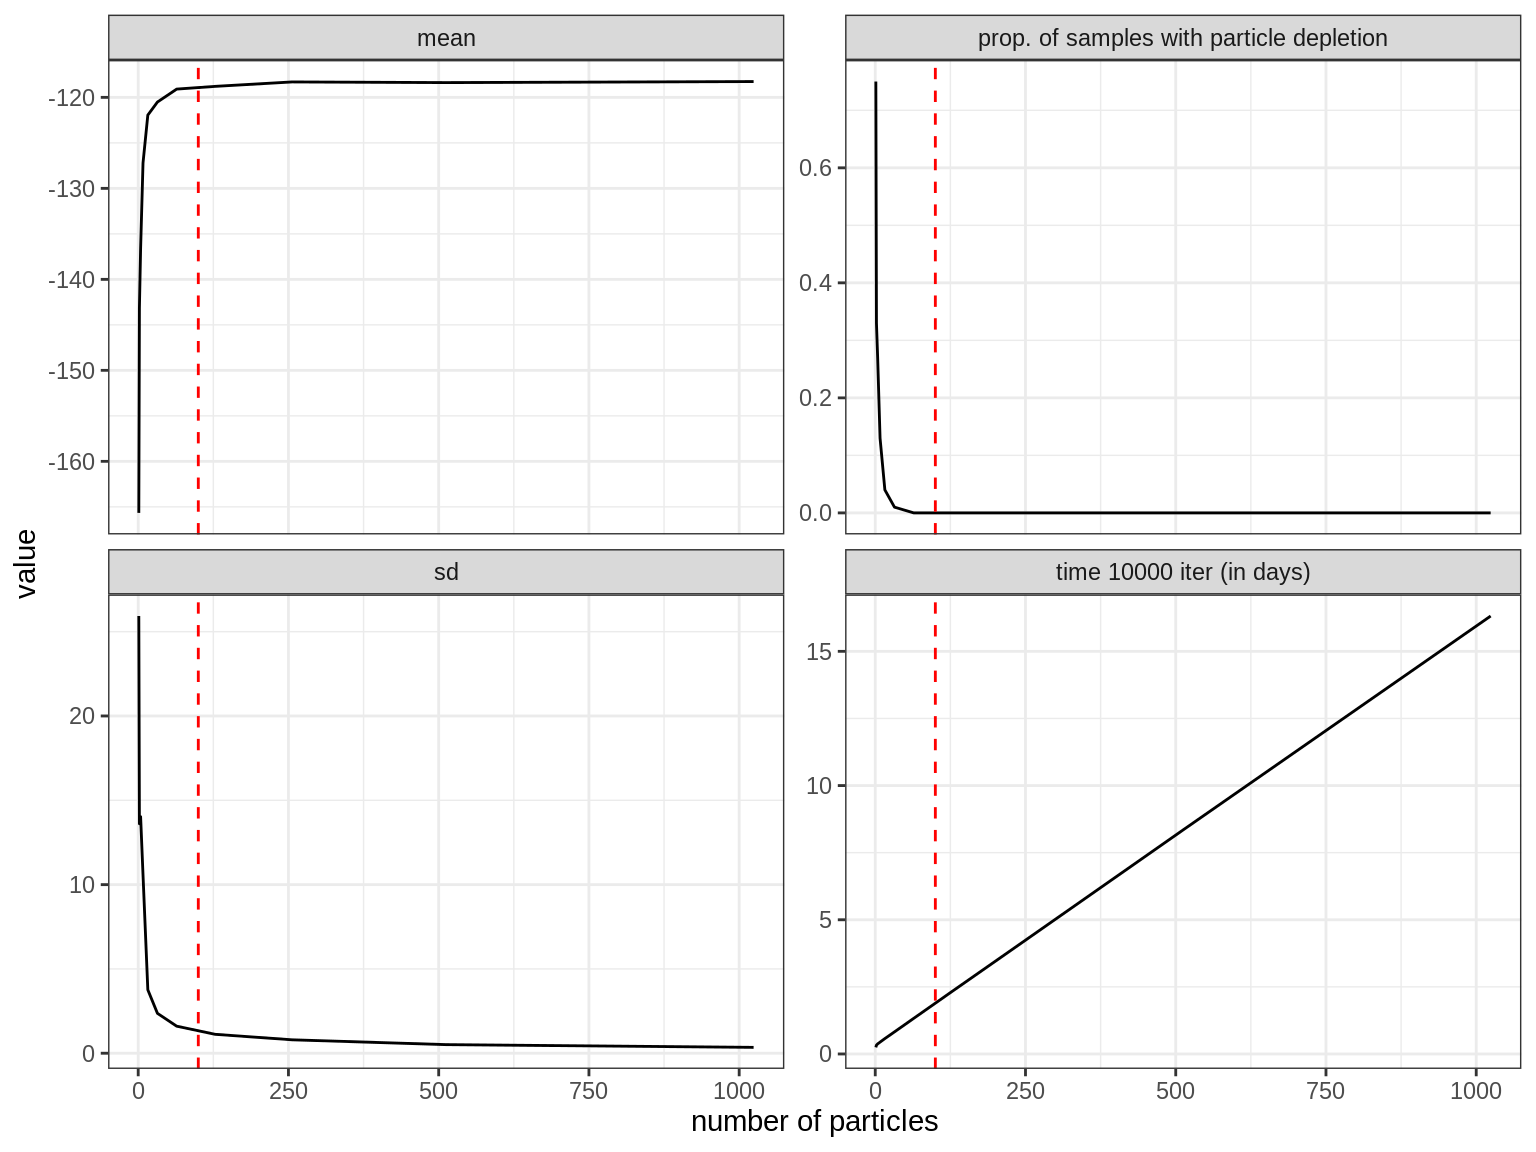 mean
prop. of samples with particle depletion
-120
-130
-140
-150
-160
0.6
0.4
0.2
0.0
value
sd
time 10000 iter (in days)
20
10
0
15
10
5
0
0 250 500 750 1000
0 250 500 750 1000
number of particles